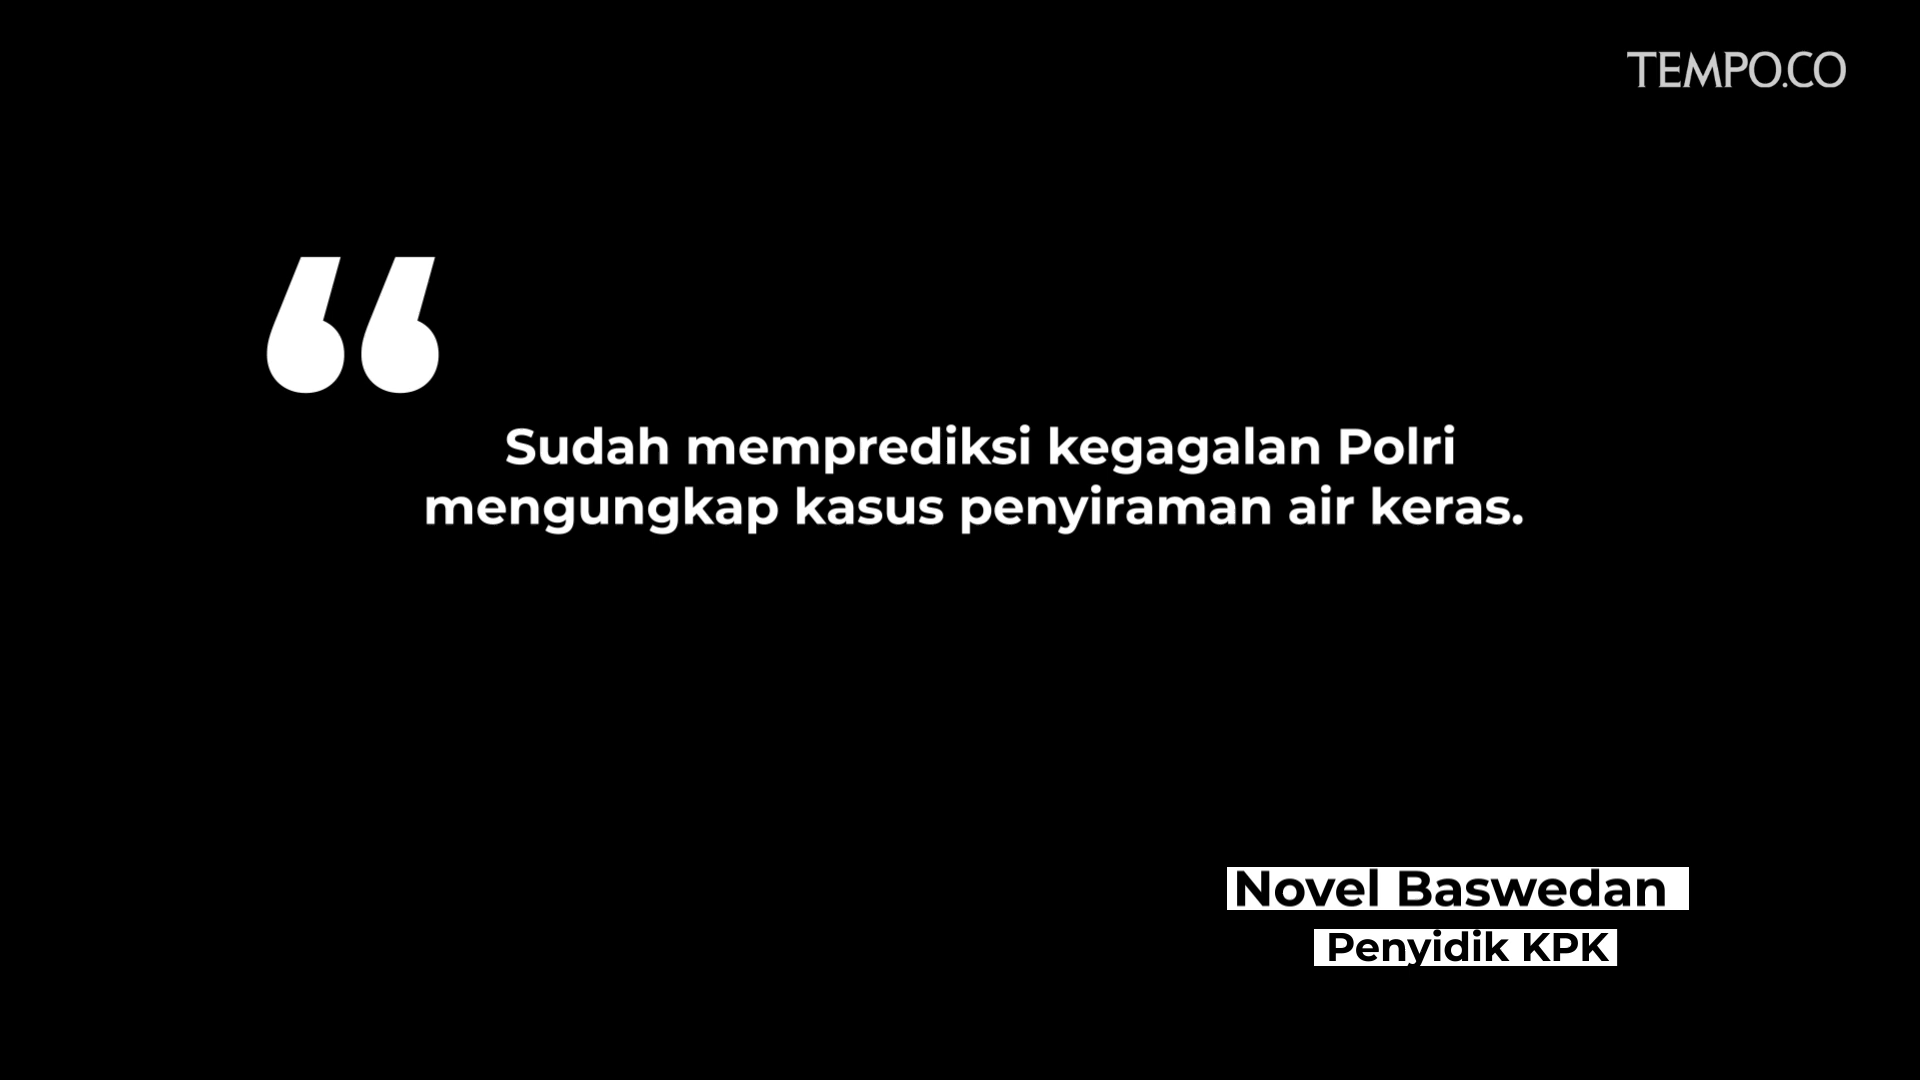 TEMPO.CO
“
Sudah memprediksi kegagalan Polri
mengungkap kasus penyiraman air keras.
Novel Baswedan
Penyidik KPK